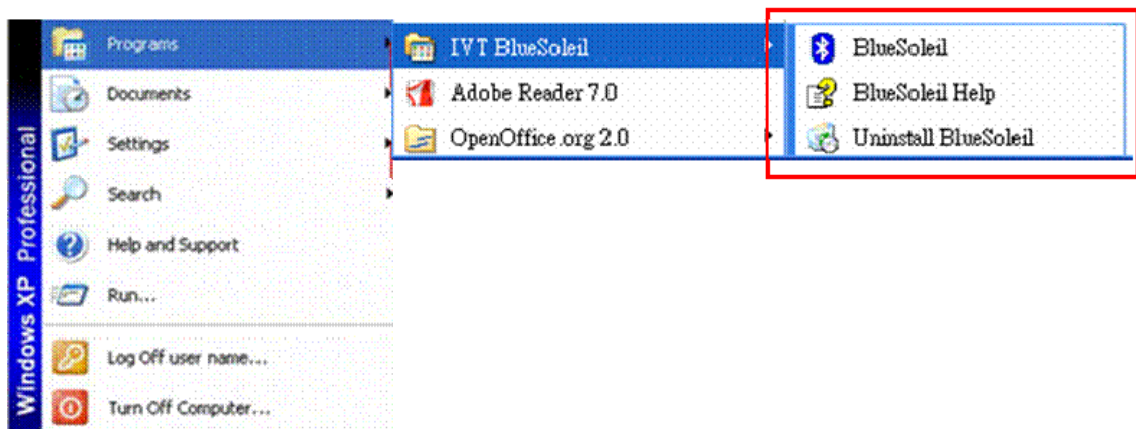 Windows XP Professional
Programs
Documents
Settings
Search
Help and Support
Run...
Log Off user name...
Turn Off Computer...
IVT BlueSoleil
Adobe Reader 7.0
OpenOffice.org 2.0
BlueSoleil
BlueSoleil Help
Uninstall BlueSoleil